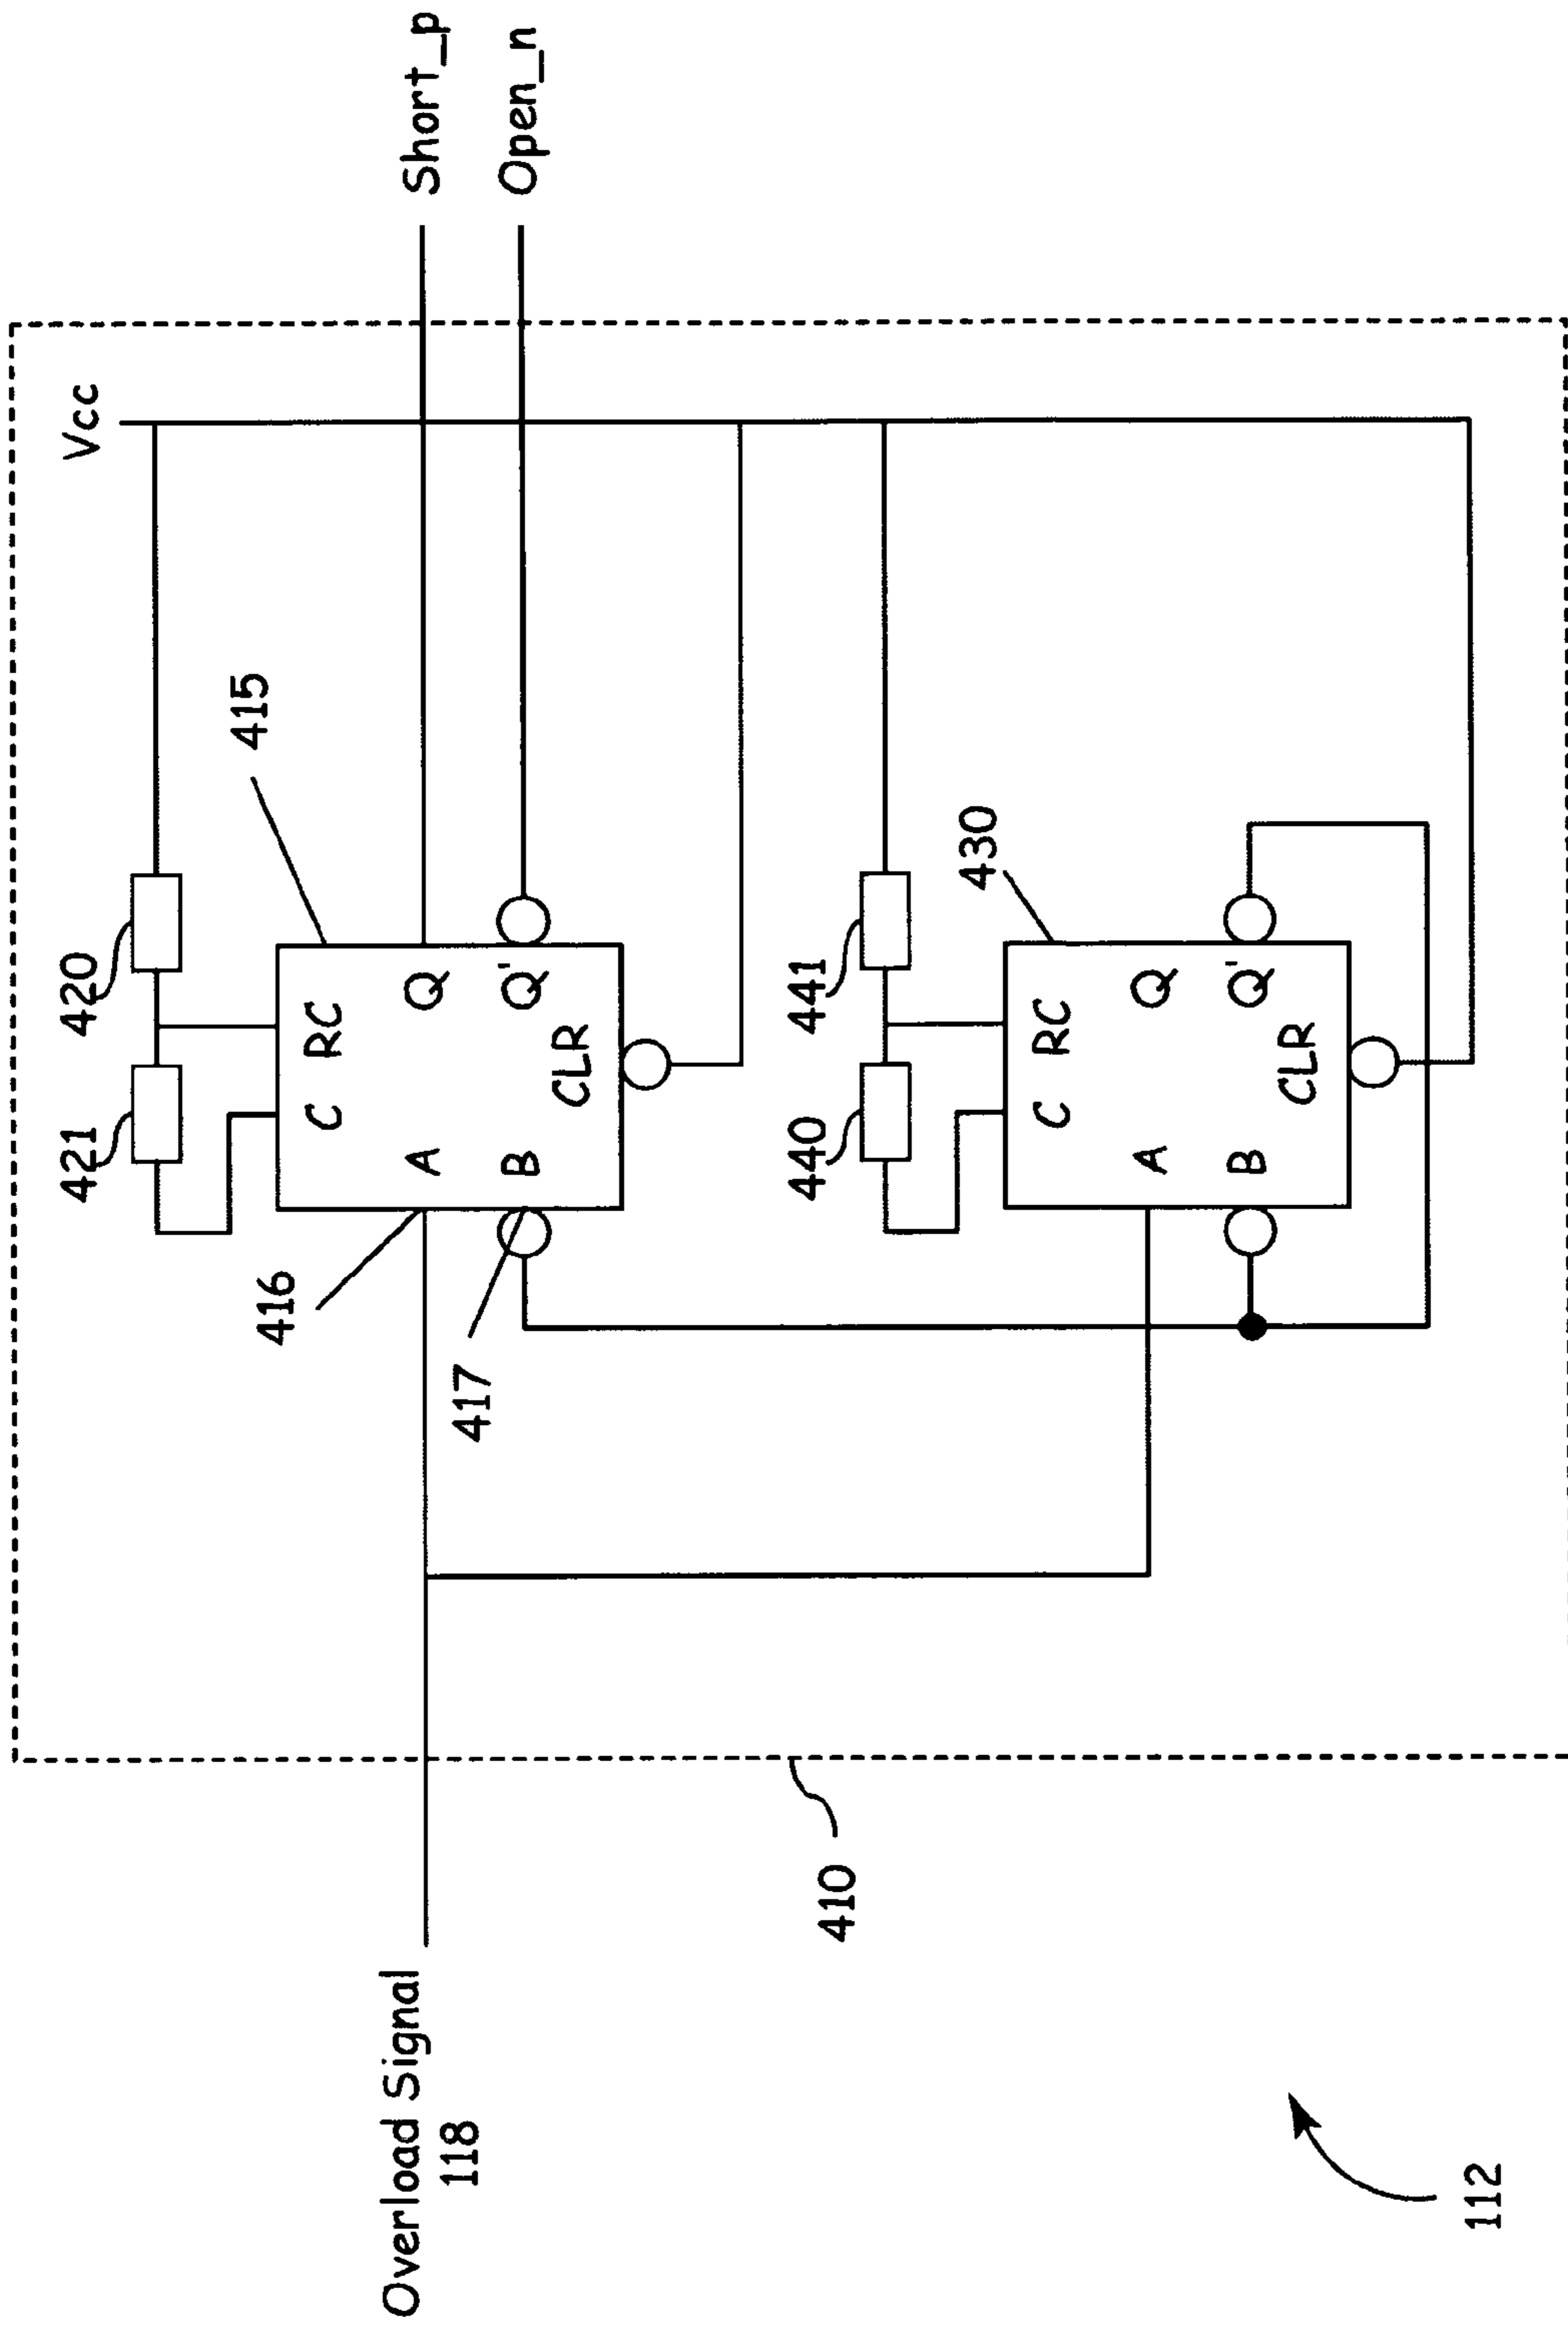 Vcc
420
421
415
C
RC
A
Q
Short_p
B
Q'
Open_n
CLR
416
417
Overload Signal
118
441
440
430
C
RC
A
Q
B
Q'
CLR
410
112